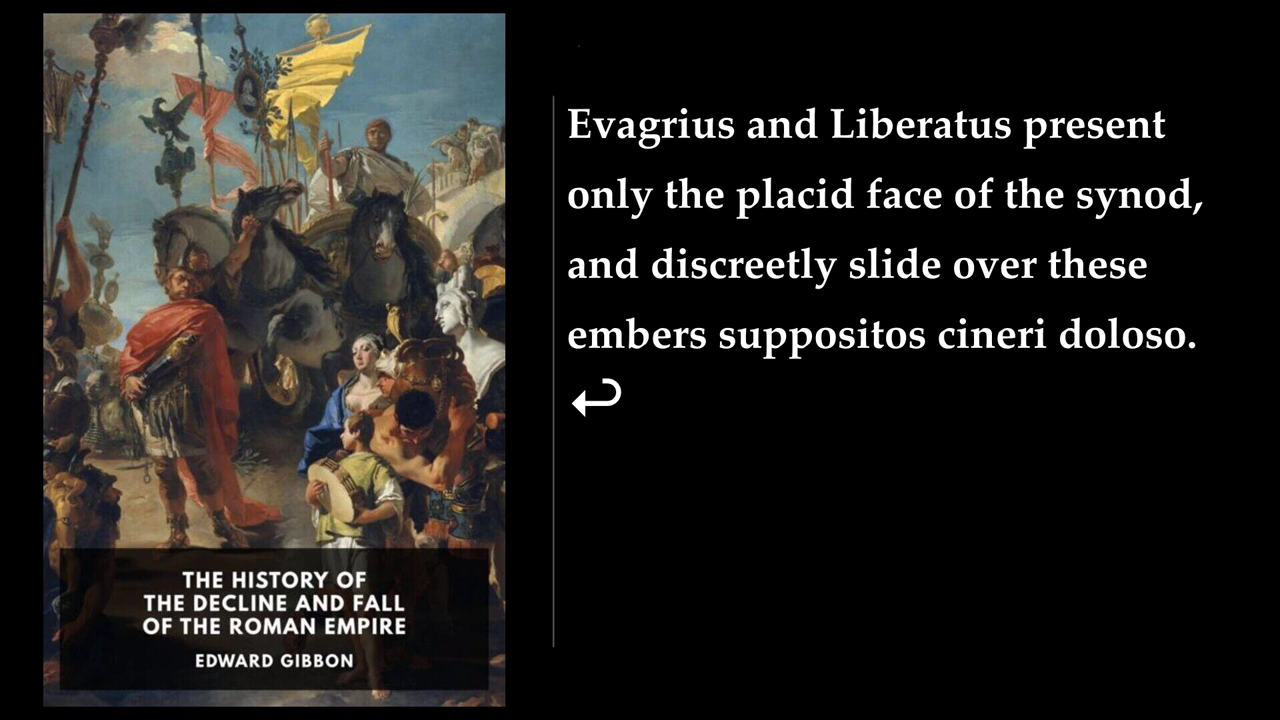 THE HISTORY OF
THE DECLINE AND FALL
OF THE ROMAN EMPIRE
EDWARD GIBBON
Evagrius and Liberatus present
only the placid face of the synod,
and discreetly slide over these
embers suppositos cineri doloso.
↩